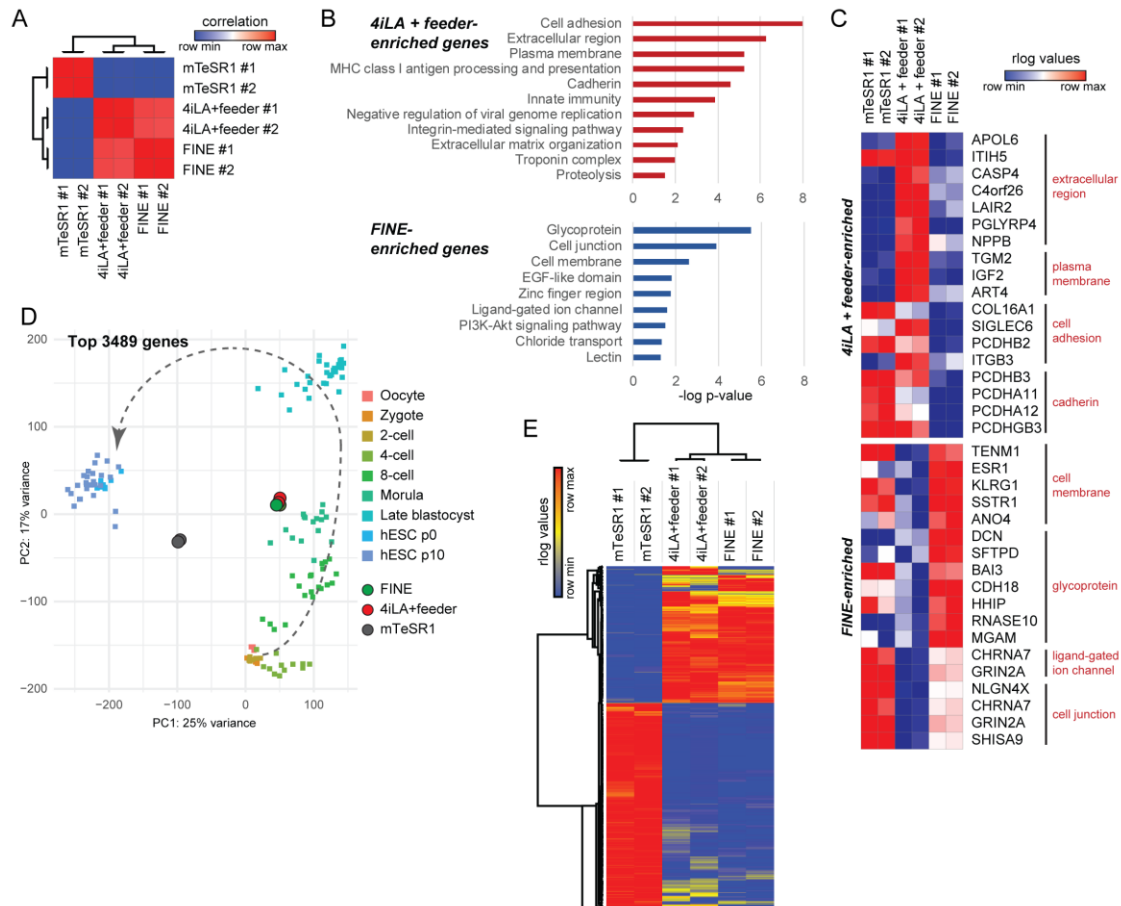 A
correlation
row min
row max
mTeSR1 #1
mTeSR1 #2
4iLA+feeder #1
4iLA+feeder #2
FINE #1
FINE #2
mTeSR1 #1
mTeSR1 #2
4iLA+feeder #1
4iLA+feeder #2
FINE #1
FINE #2
B
4iLA + feeder-
enriched genes
Cell adhesion
Extracellular region
Plasma membrane
MHC class I antigen processing and presentation
Cadherin
Innate immunity
Negative regulation of viral genome replication
Integrin-mediated signaling pathway
Extracellular matrix organization
Troponin complex
Proteolysis
FINE-
enriched genes
Glycoprotein
Cell junction
Cell membrane
EGF-like domain
Zinc finger region
Ligand-gated ion channel
PI3K-Akt signaling pathway
Chloride transport
Lectin
0 2 4 6 8
-log p-value
C
mTeSR1 #1
mTeSR1 #2
4iLA + feeder #1
4iLA + feeder #2
FINE #1
FINE #2
rlog values
row min
row max
4iLA + feeder-enriched
APOL6
ITIH5
CASP4
C4orf26
LAIR2
PGLYRP4
NPPB
extracellular
region
TGM2
IGF2
ART4
plasma
membrane
COL16A1
SIGLEC6
PCDHB2
ITGB3
cell
adhesion
PCDHB3
PCDHA11
PCDHA12
PCDHGB3
cadherin
FINE-enriched
TENM1
ESR1
KLRG1
SSTR1
ANO4
cell
membrane
DCN
SFTPD
BAI3
CDH18
HHIP
RNASE10
MGAM
glycoprotein
CHRNA7
GRIN2A
ligand-gated
ion channel
NLGN4X
CHRNA7
GRIN2A
SHISA9
cell junction
D
Top 3489 genes
200
100
0
−100
−200
PC2: 17% variance
−200 −100 0 100
PC1: 25% variance
Oocyte
Zygote
2-cell
4-cell
8-cell
Morula
Late blastocyst
hESC p0
hESC p10
FINE
4iLA+feeder
mTeSR1
E
rlog values
row min
row max
mTeSR1 #1
mTeSR1 #2
4iLA+feeder #1
4iLA+feeder #2
FINE #1
FINE #2